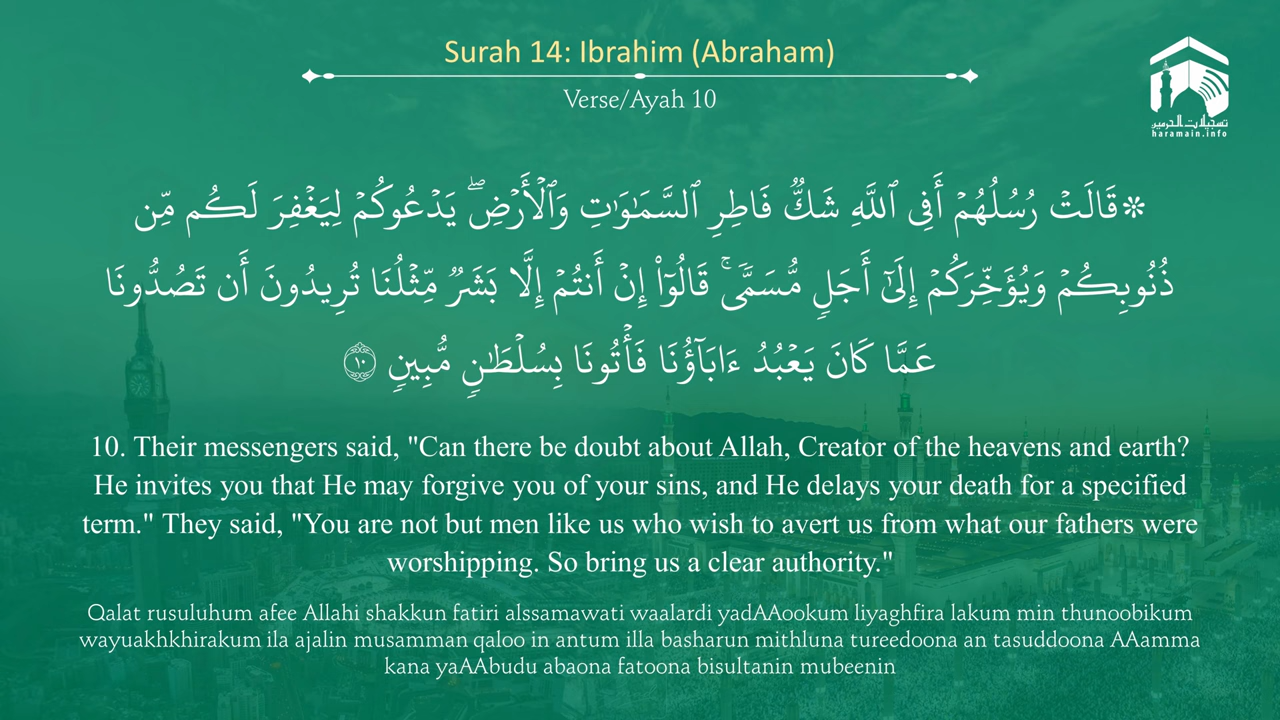 Surah 14: Ibrahim (Abraham)
Verse/Ayah 10
تسجيلات الحرمين
haramain.info
۞ قَالَتۡ رُسُلُهُمۡ أَفِي ٱللَّهِ شَكّٞ فَاطِرِ ٱلسَّمَٰوَٰتِ وَٱلۡأَرۡضِۖ يَدۡعُوكُمۡ لِيَغۡفِرَ لَكُم مِّن
ذُنُوبِكُمۡ وَيُؤَخِّرَكُمۡ إِلَىٰٓ أَجَلٖ مُّسَمّٗىۚ قَالُوٓاْ إِنۡ أَنتُمۡ إِلَّا بَشَرٞ مِّثۡلُنَا تُرِيدُونَ أَن تَصُدُّونَا
عَمَّا كَانَ يَعۡبُدُ ءَابَآؤُنَا فَأۡتُونَا بِسُلۡطَٰنٖ مُّبِينٖ ١٠
10. Their messengers said, "Can there be doubt about Allah, Creator of the heavens and earth?
He invites you that He may forgive you of your sins, and He delays your death for a specified
term." They said, "You are not but men like us who wish to avert us from what our fathers were
worshipping. So bring us a clear authority."
Qalat rusuluhum afee Allahi shakkun fatiri alssamawati waalardi yadAAookum liyaghfira lakum min thunoobikum
wayuakhkhirakum ila ajalin musamman qaloo in antum illa basharun mithluna tureedoona an tasuddoona AAamma
kana yaAAbudu abaona fatoona bisultanin mubeenin